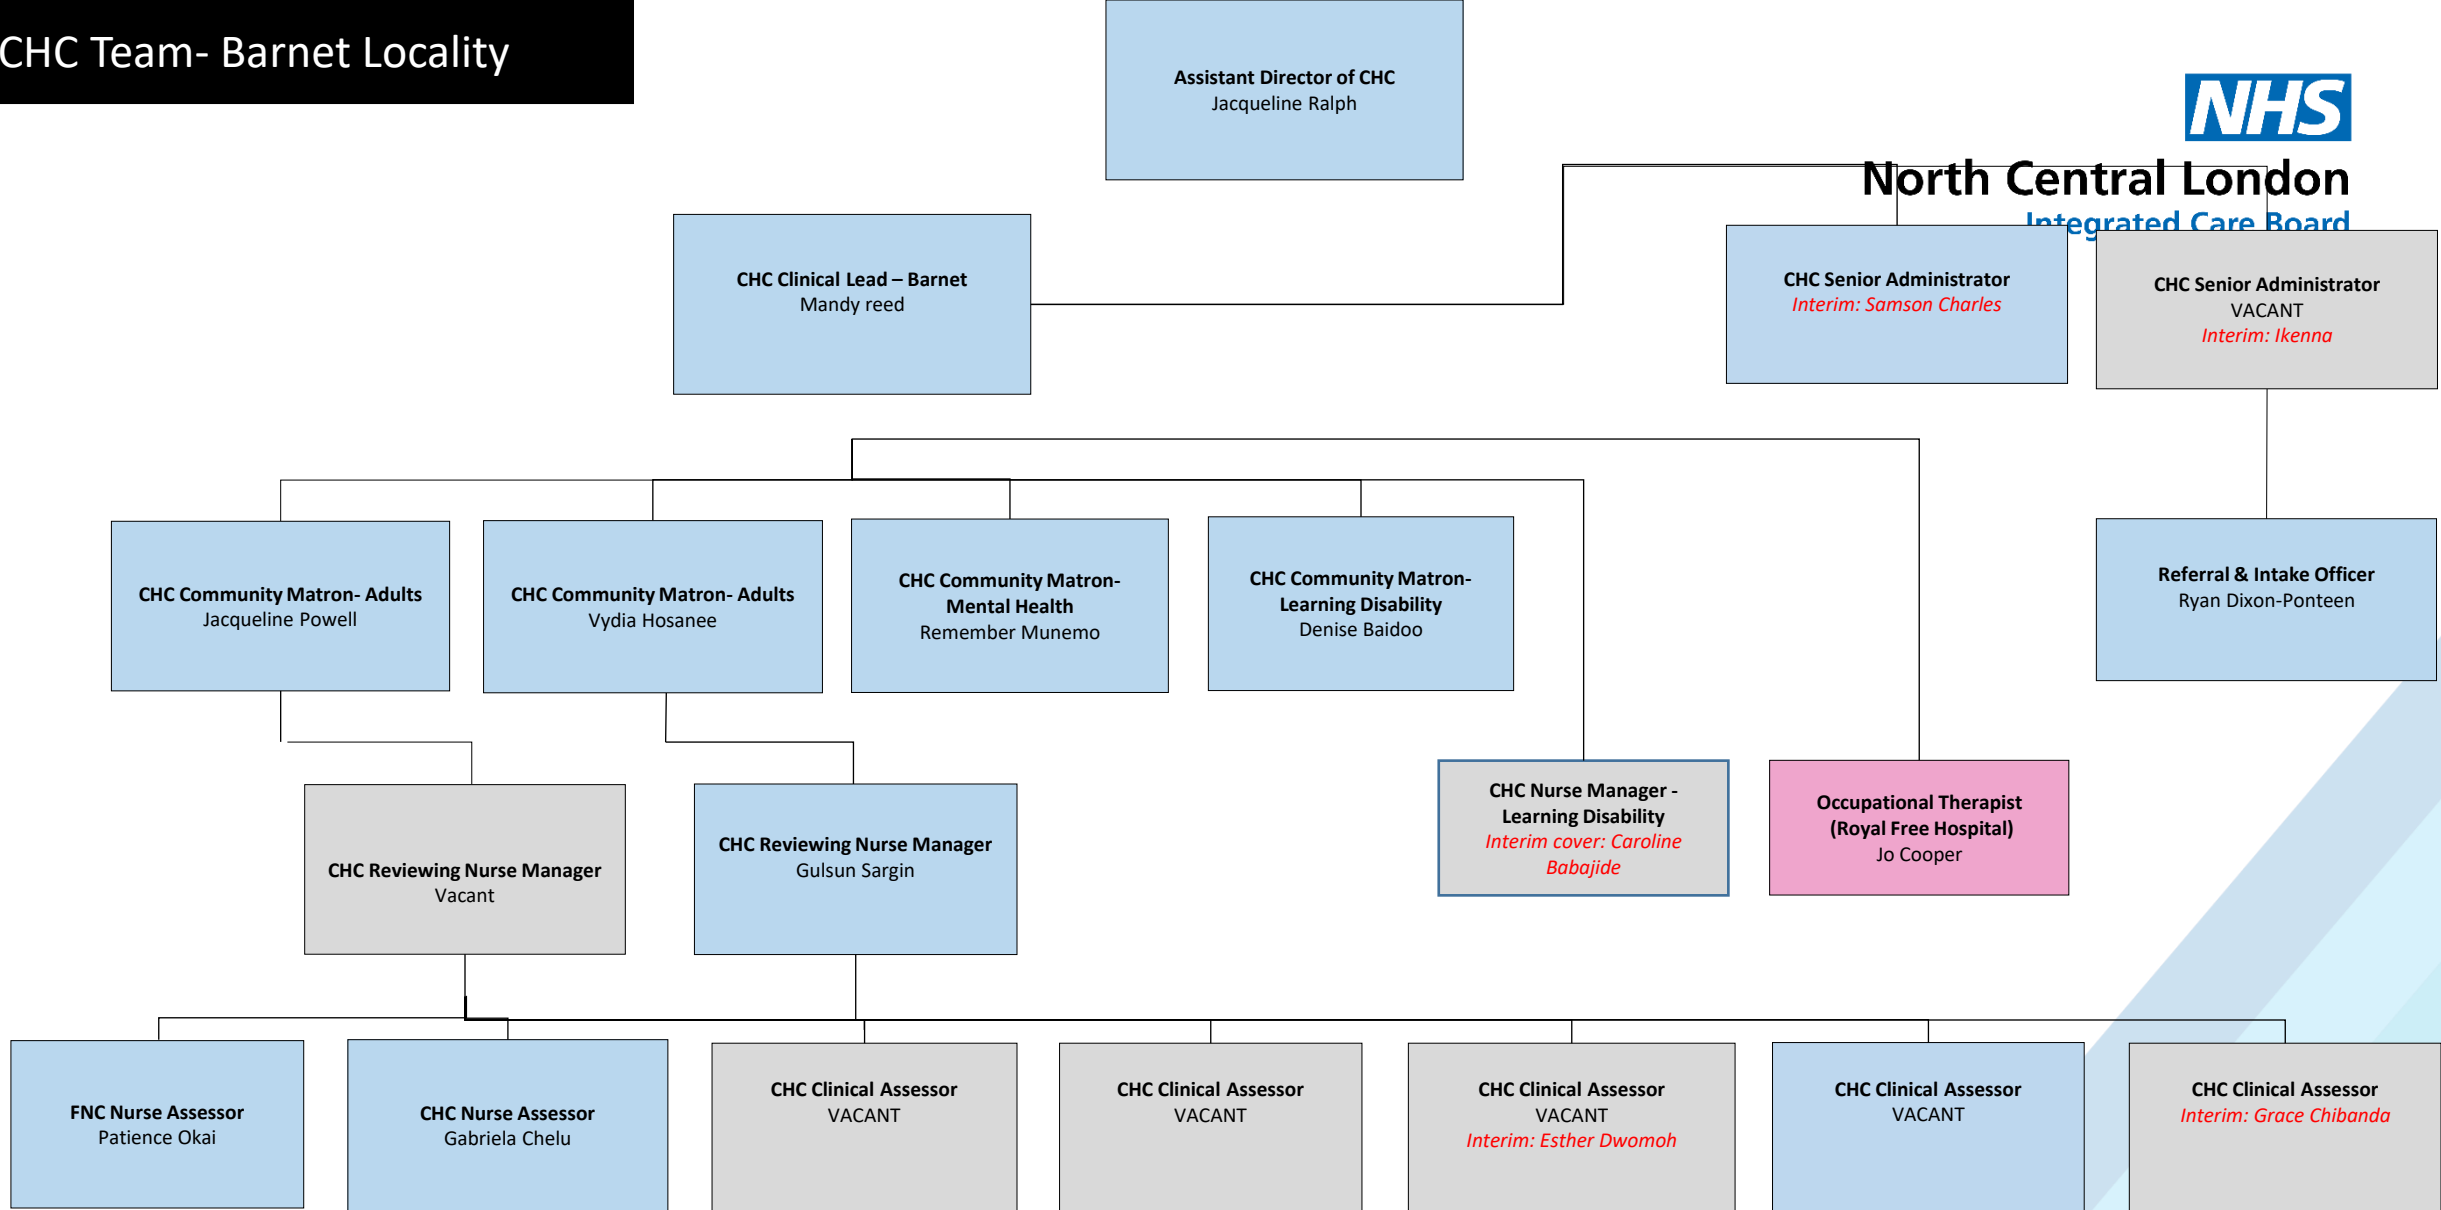 CHC Team- Barnet Locality
Assistant Director of CHC
Jacqueline Ralph
NHS
North Central London
Integrated Care Board
CHC Clinical Lead – Barnet
Mandy reed
CHC Senior Administrator
Interim: Samson Charles
CHC Senior Administrator
VACANT
Interim: Ikenna
CHC Community Matron- Adults
Jacqueline Powell
CHC Community Matron- Adults
Vydia Hosanee
CHC Community Matron-
Mental Health
Remember Munemo
CHC Community Matron-
Learning Disability
Denise Baidoo
Referral & Intake Officer
Ryan Dixon-Ponteen
CHC Reviewing Nurse Manager
Vacant
CHC Reviewing Nurse Manager
Gulsun Sargin
CHC Nurse Manager -
Learning Disability
Interim cover: Caroline
Babajide
Occupational Therapist
(Royal Free Hospital)
Jo Cooper
FNC Nurse Assessor
Patience Okai
CHC Nurse Assessor
Gabriela Chelu
CHC Clinical Assessor
VACANT
CHC Clinical Assessor
VACANT
CHC Clinical Assessor
VACANT
Interim: Esther Dwomoh
CHC Clinical Assessor
VACANT
CHC Clinical Assessor
Interim: Grace Chibanda